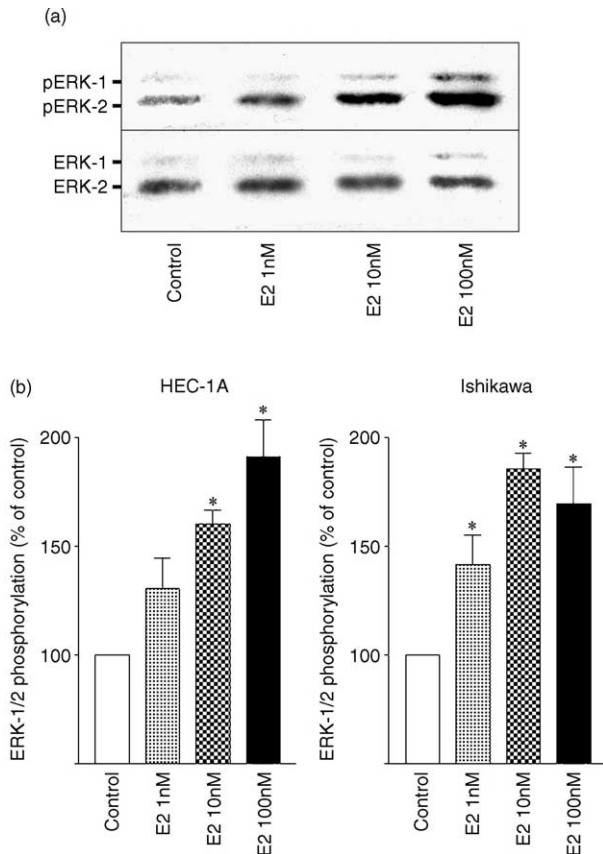 (a)
pERK-1
pERK-2
ERK-1
ERK-2
Control
E2 1nM
E2 10nM
E2 100nM
(b)
HEC-1A
ERK-1/2 phosphorylation (% of control)
200
150
100
*
*
Control
E2 1nM
E2 10nM
E2 100nM
Ishikawa
ERK-1/2 phosphorylation (% of control)
200
150
100
*
*
*
Control
E2 1nM
E2 10nM
E2 100nM